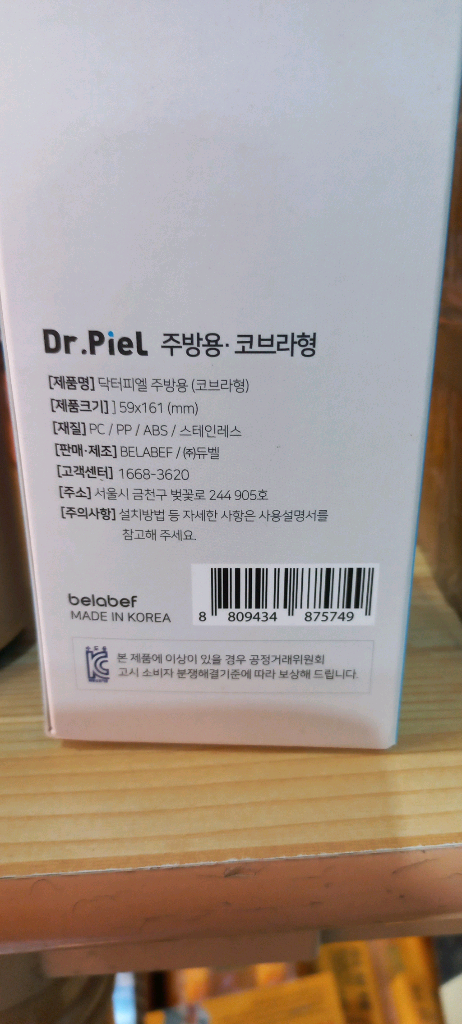 Dr.Piel 주방용·코브라형
[제품명] 닥터피엘 주방용 (코브라형)
[제품크기] ] 59x161 (mm)
[재질] PC / PP / ABS / 스테인레스
[판매·제조] BELABEF / ㈜듀벨
[고객센터] 1668-3620
[주소] 서울시 금천구 벚꽃로 244 905호
[주의사항] 설치방법 등 자세한 사항은 사용설명서를
참고해 주세요.
belabef
MADE IN KOREA
8 809434 875749
본 제품에 이상이 있을 경우 공정거래위원회
고시 소비자 분쟁해결기준에 따라 보상해 드립니다.